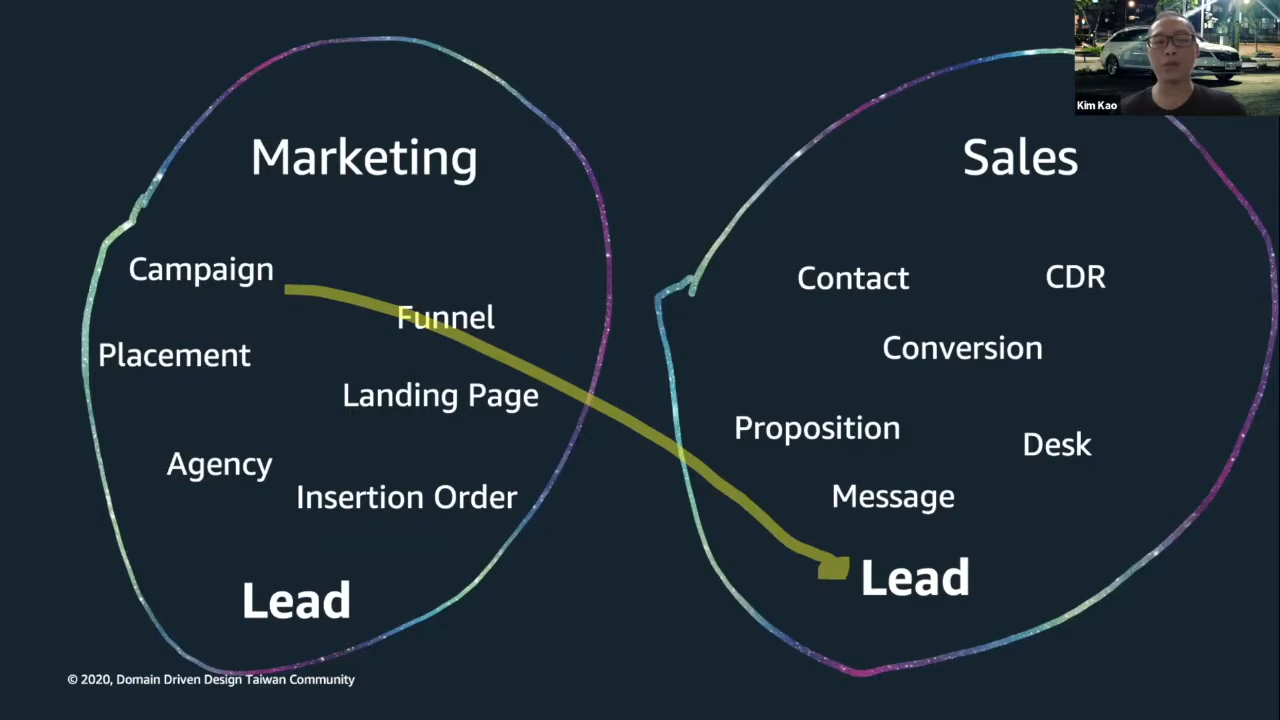 Kim Kao
Marketing
Campaign
Funnel
Placement
Landing Page
Agency
Insertion Order
Lead
Sales
Contact
CDR
Conversion
Proposition
Desk
Message
Lead
© 2020, Domain Driven Design Taiwan Community